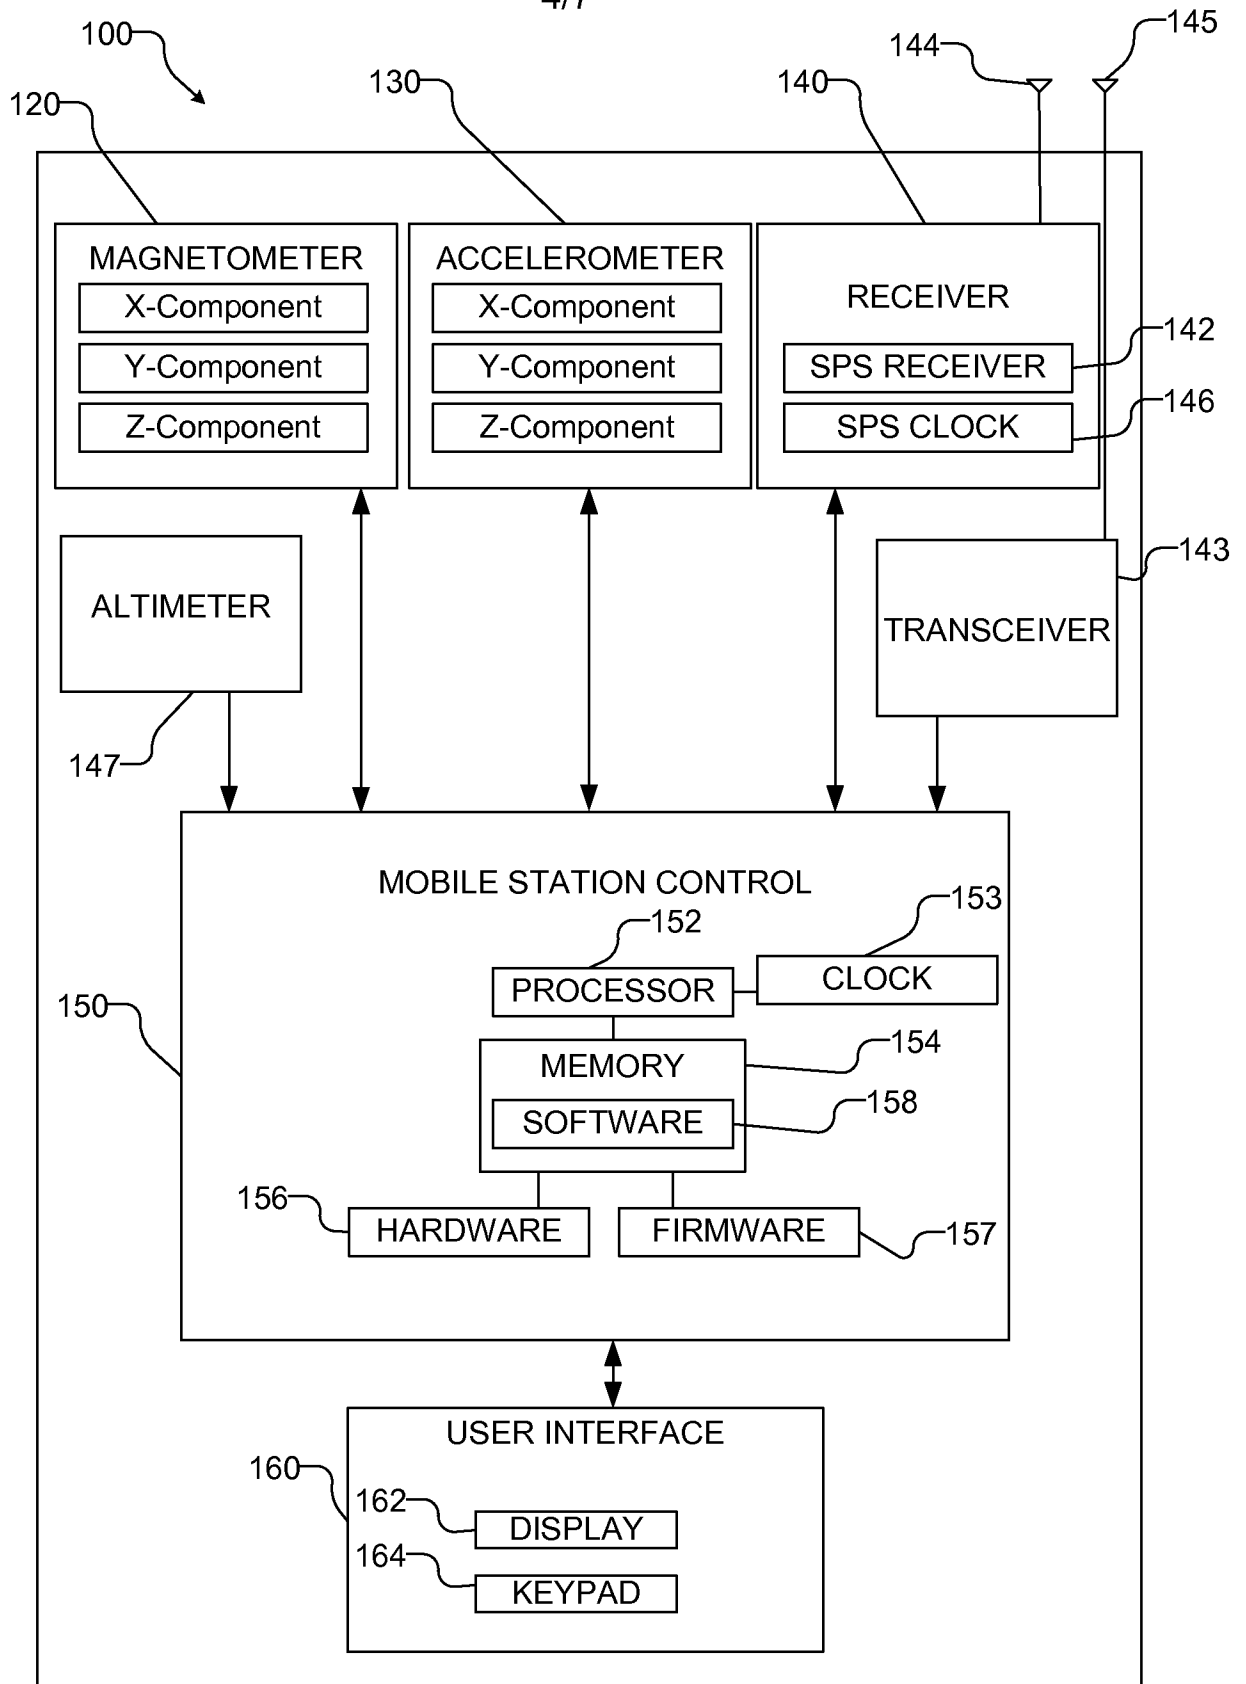 4/7
100
144
145
120
130
140
MAGNETOMETER
X-Component
Y-Component
Z-Component
ACCELEROMETER
X-Component
Y-Component
Z-Component
RECEIVER
SPS RECEIVER
SPS CLOCK
142
146
ALTIMETER
147
TRANSCEIVER
143
MOBILE STATION CONTROL
150
152
153
PROCESSOR
CLOCK
MEMORY
154
SOFTWARE
158
156
HARDWARE
FIRMWARE
157
USER INTERFACE
160
162
DISPLAY
164
KEYPAD